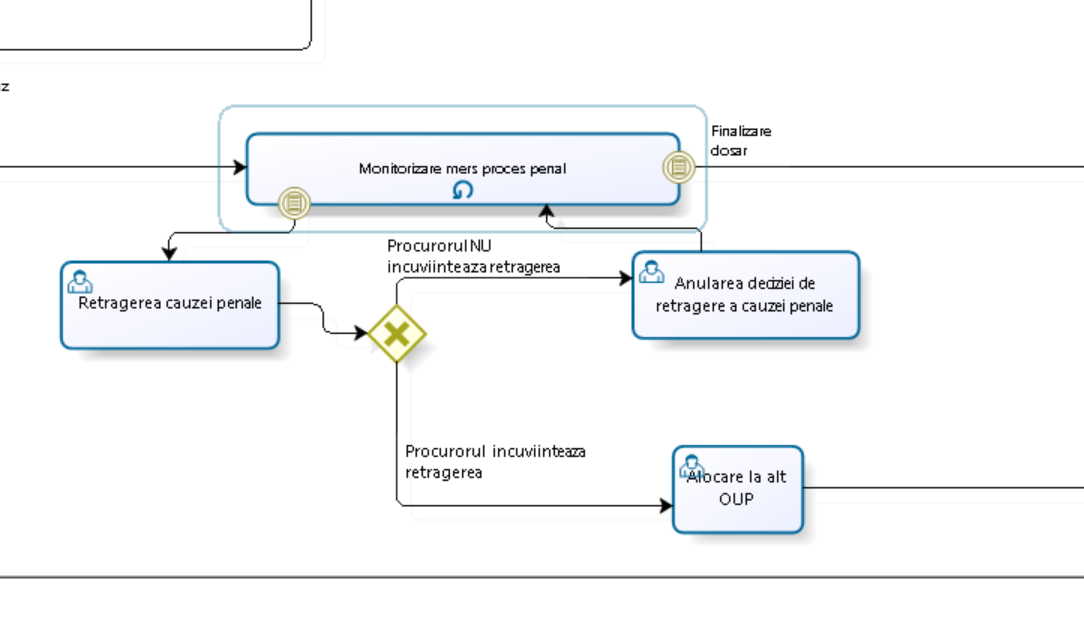 Finalizare
dosar
Monitorizare mers proces penal
Procurorul NU
incuviinteaza retragerea
Retragerea cauzei penale
Anularea deciziei de
retragere a cauzei penale
Procurorul incuviinteaza
retragerea
Alocare la alt
OUP